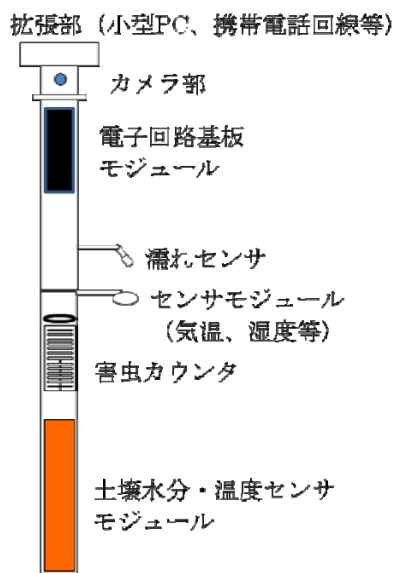 拡張部（小型PC、携帯電話回線等）
カメラ部
電子回路基板
モジュール
濡れセンサ
センサモジュール
（気温、湿度等）
害虫カウンタ
土壌水分・温度センサ
モジュール